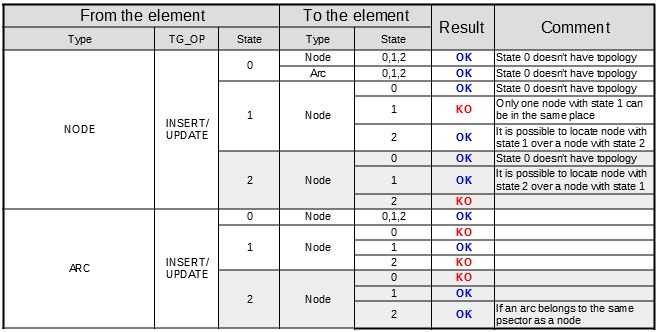 From the element To the element Result Comment
Type TG_OP State Type State
NODE INSERT/ UPDATE 0 Node 0,1,2 OK State 0 doesn't have topology
Arc 0,1,2 OK State 0 doesn't have topology
1 Node 0 OK State 0 doesn't have topology
1 KO Only one node with state 1 can
be in the same place
2 OK It is possible to locate node with
state 1 over a node with state 2
2 Node 0 OK State 0 doesn't have topology
1 OK It is possible to locate node with
state 2 over a node with state 1
2 KO
ARC INSERT/ UPDATE 0 Node 0,1,2 OK
1 Node 0 KO
1 OK
2 KO
2 Node 0 KO
1 OK
2 OK If an arc belongs to the same
psector as a node